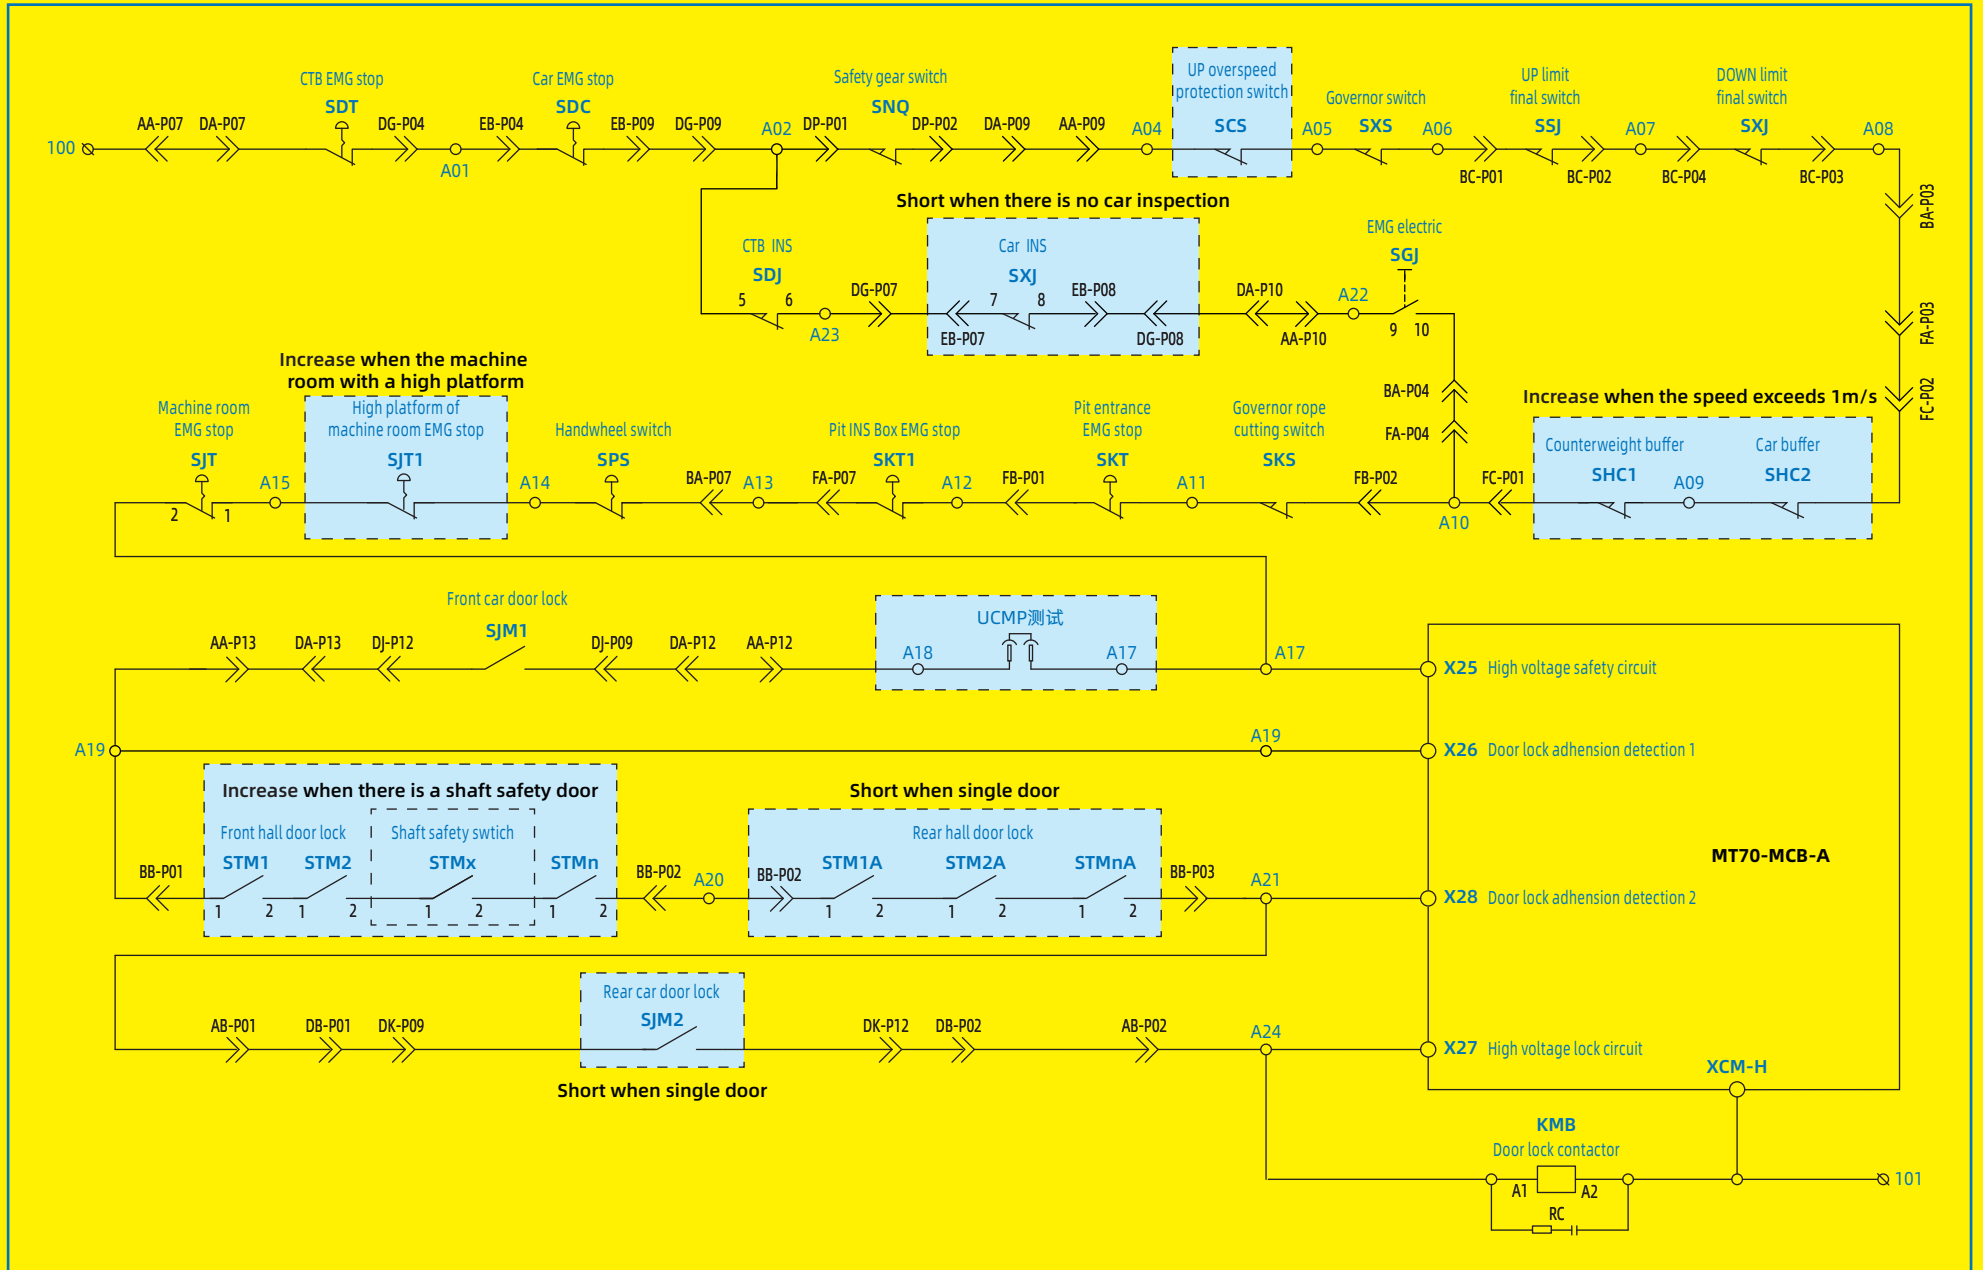 CTB EMG stop
SDT
Car EMG stop
SDC
Safety gear switch
SNQ
UP overspeed
protection switch
SCS
Governor switch
SXS
UP limit
final switch
SSJ
DOWN limit
final switch
SXJ
100
AA-P07
DA-P07
DG-P04
A01
EB-P04
EB-P09
DG-P09
A02
DP-P01
DP-P02
DA-P09
AA-P09
A04
A05
A06
BC-P01
BC-P02
A07
BC-P04
BC-P03
A08
BA-P03
FA-P03
FC-P02
Short when there is no car inspection
CTB INS
SDJ
5
6
A23
DG-P07
Car INS
SXJ
EB-P07
7
8
EB-P08
DG-P08
DA-P10
AA-P10
A22
EMG electric
SGJ
9
10
BA-P04
FA-P04
Increase when the machine
room with a high platform
Increase when the speed exceeds 1m/s
Machine room
EMG stop
SJT
2
1
A15
High platform of
machine room EMG stop
SJT1
A14
Handwheel switch
SPS
BA-P07
A13
FA-P07
Pit INS Box EMG stop
SKT1
A12
FB-P01
Pit entrance
EMG stop
SKT
A11
Governor rope
cutting switch
SKS
FB-P02
A10
FC-P01
Counterweight buffer
SHC1
A09
Car buffer
SHC2
Front car door lock
SJM1
AA-P13
DA-P13
DJ-P12
DJ-P09
DA-P12
AA-P12
UCMP测试
A18
A17
A17
X25 High voltage safety circuit
A19
A19
X26 Door lock adhension detection 1
Increase when there is a shaft safety door
Short when single door
Front hall door lock
Shaft safety swtich
Rear hall door lock
BB-P01
STM1
STM2
STMx
STMn
BB-P02
A20
BB-P02
STM1A
STM2A
STMnA
BB-P03
A21
1
2
1
2
1
2
1
2
1
2
1
2
1
2
X28 Door lock adhension detection 2
MT70-MCB-A
Rear car door lock
SJM2
AB-P01
DB-P01
DK-P09
DK-P12
DB-P02
AB-P02
A24
X27 High voltage lock circuit
Short when single door
XCM-H
KMB
Door lock contactor
A1
A2
RC
101